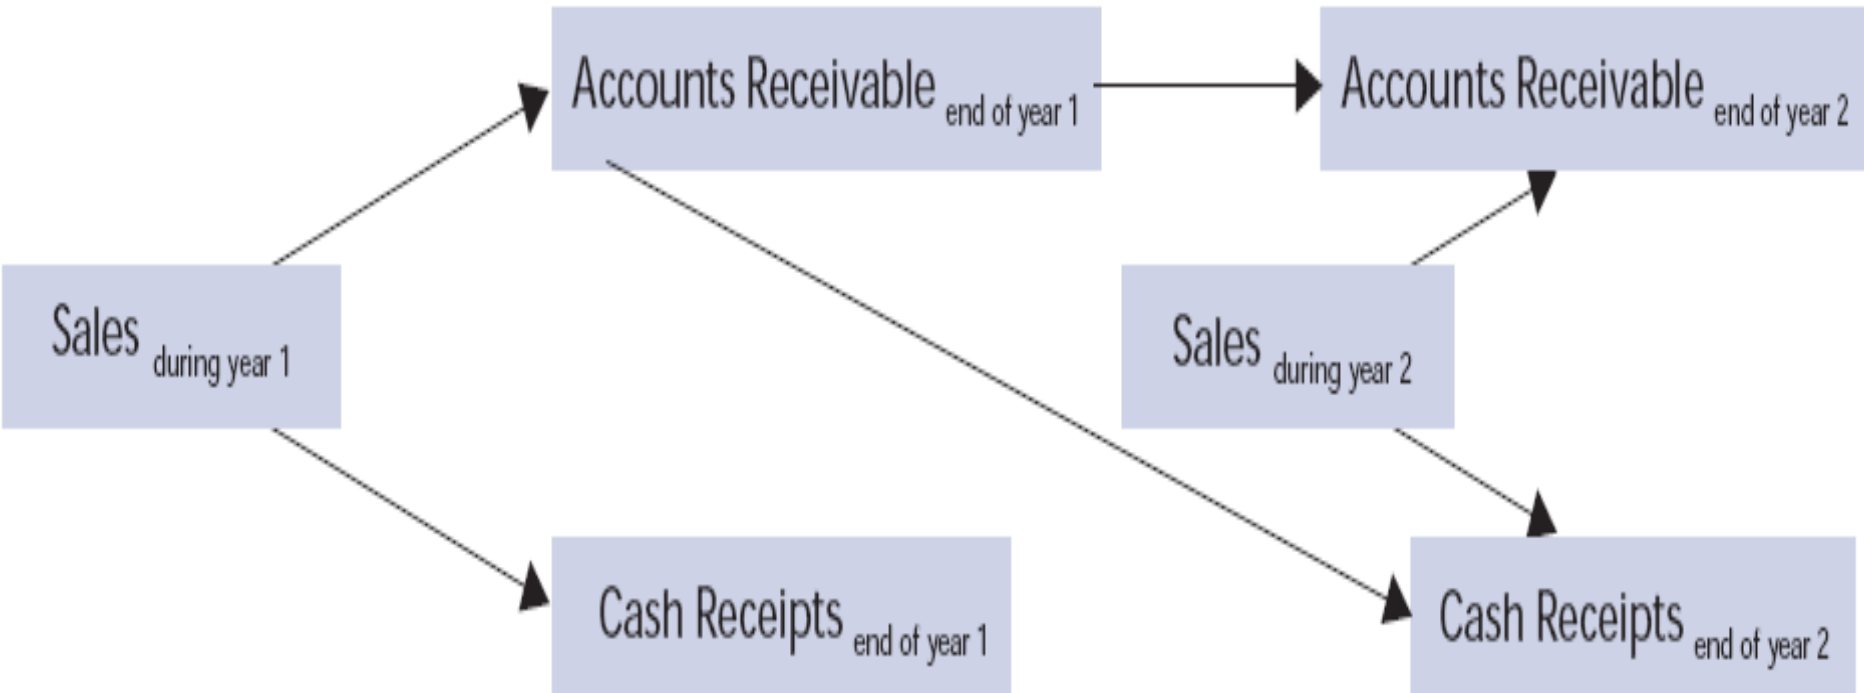 Accounts Receivable end of year 1
Accounts Receivable end of year 2
Sales during year 1
Sales during year 2
Cash Receipts end of year 1
Cash Receipts end of year 2